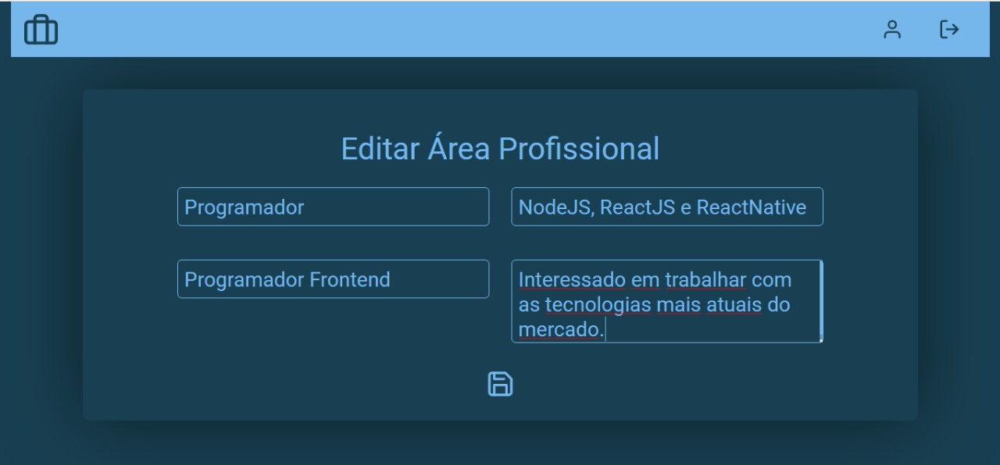 Editar Área Profissional
Programador
NodeJS, ReactJS e ReactNative
Programador Frontend
Interessado em trabalhar com
as tecnologias mais atuais do
mercado.